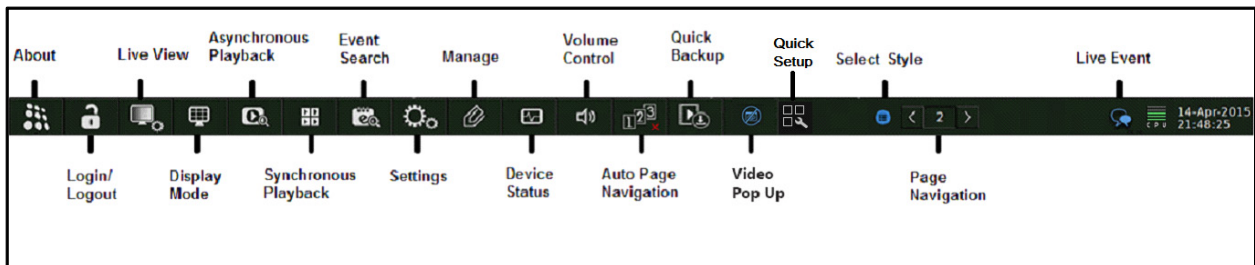 About
Live View
Asynchronous
Playback
Event
Search
Manage
Volume
Control
Quick
Backup
Quick
Setup
Select Style
Live Event
123
2
CPU
14-Apr-2015
21:48:25
Login/
Logout
Display
Mode
Synchronous
Playback
Settings
Device
Status
Auto Page
Navigation
Video
Pop Up
Page
Navigation